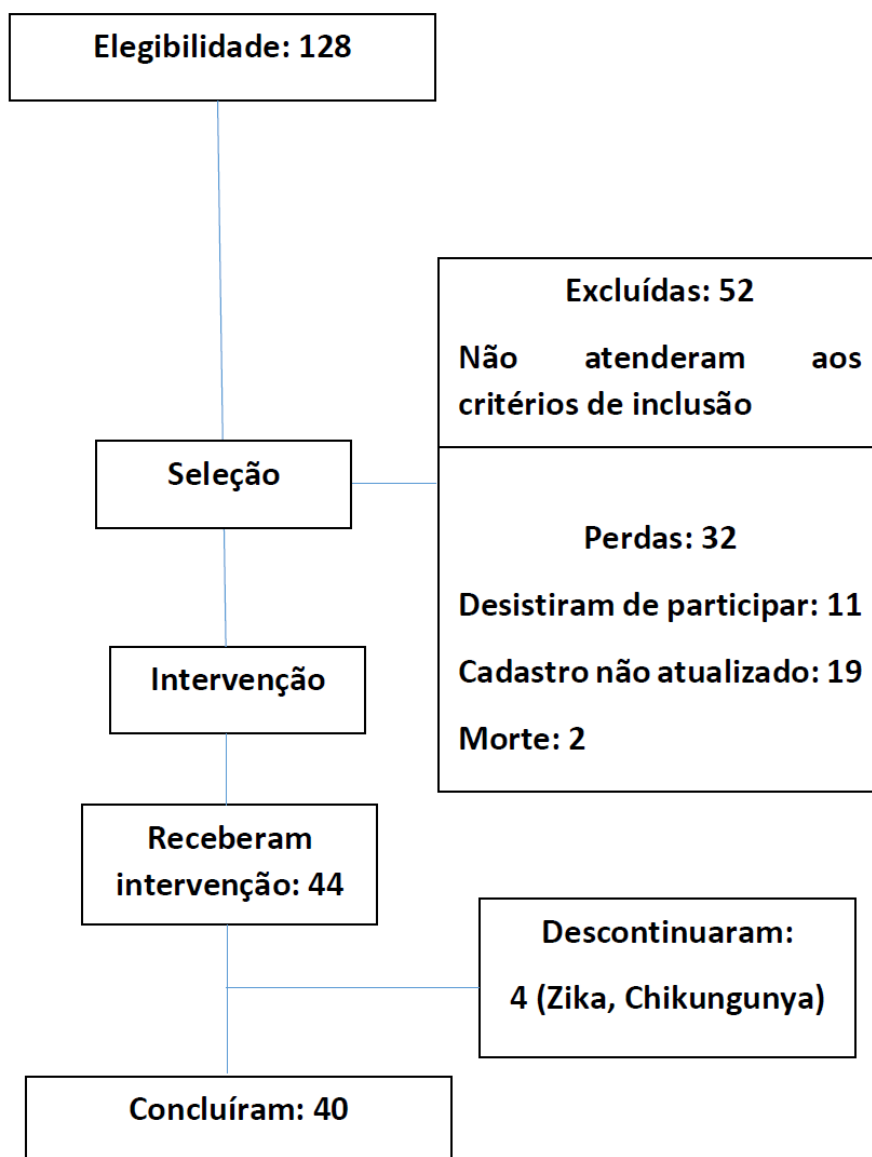 Elegibilidade: 128
Excluídas: 52
Não atenderam aos
critérios de inclusão
Seleção
Perdas: 32
Desistiram de participar: 11
Cadastro não atualizado: 19
Morte: 2
Intervenção
Receberam
intervenção: 44
Descontinuaram:
4 (Zika, Chikungunya)
Concluíram: 40